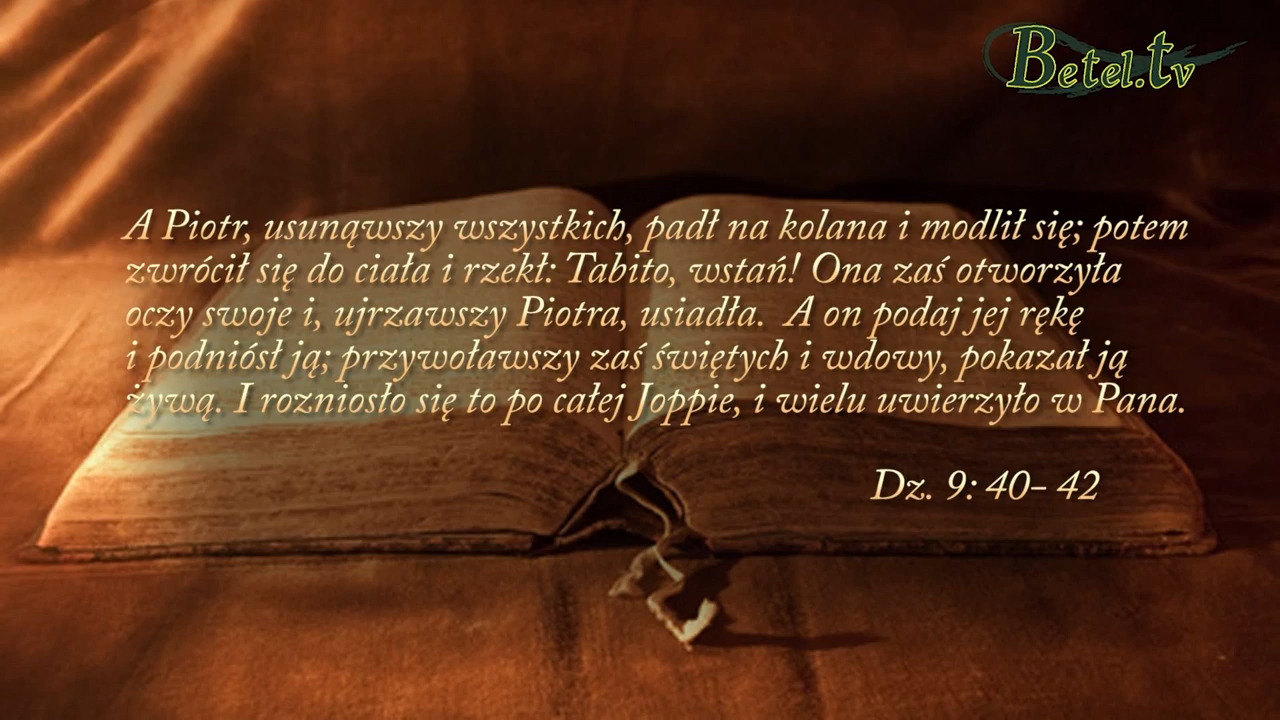 Betel.tv
A Piotr, usunąwszy wszystkich, padł na kolana i modlił się; potem
zwrócił się do ciała i rzekł: Tabito, wstań! Ona zaś otworzyła
oczy swoje i, ujrzawszy Piotra, usiadła. A on podaj jej rękę
i podniósł ją; przywoławszy zaś świętych i wdowy, pokazał ją
żywą. I rozniosło się to po całej Joppie, i wielu uwierzyło w Pana.
Dz. 9: 40- 42